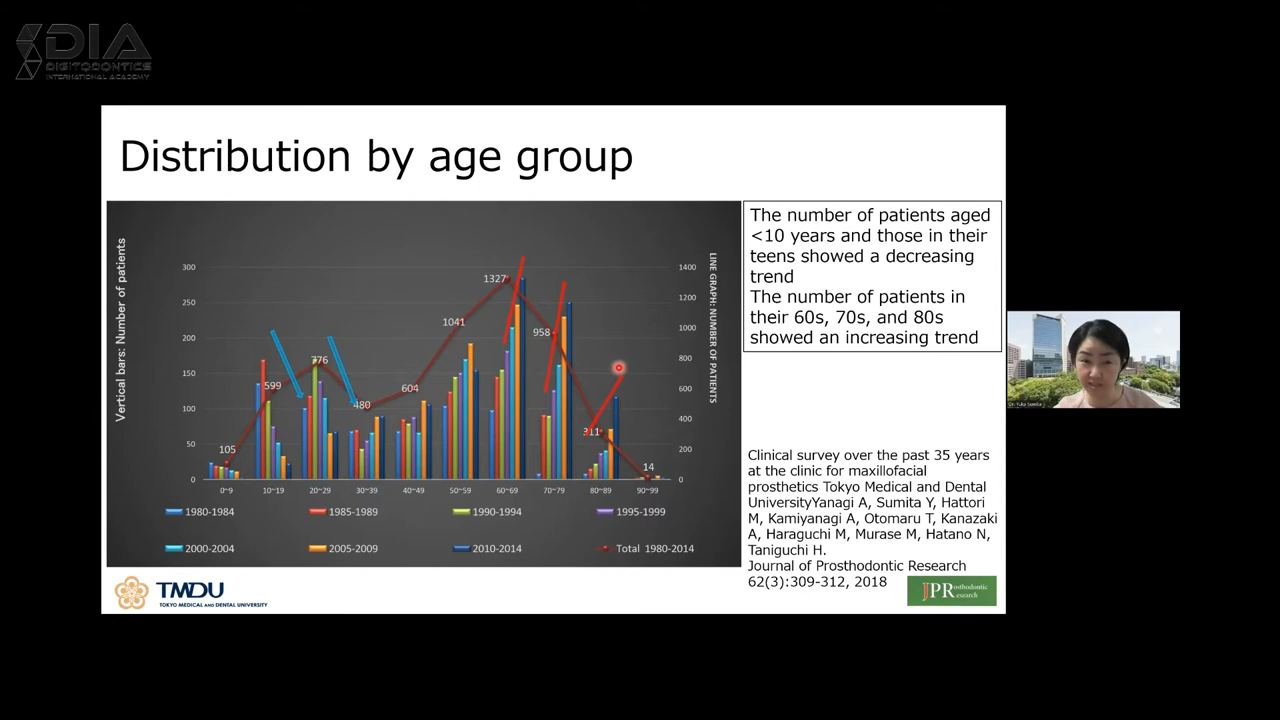 DIA
DIGITODONTICS
INTERNATIONAL ACADEMY
Distribution by age group
Vertical bars: Number of patients
LINE GRAPH: NUMBER OF PATIENTS
300
250
200
150
100
50
0
1400
1200
1000
800
600
400
200
0
105
599
776
480
604
1041
1327
958
311
14
0~9
10~19
20~29
30~39
40~49
50~59
60~69
70~79
80~89
90~99
1980-1984
1985-1989
1990-1994
1995-1999
2000-2004
2005-2009
2010-2014
Total 1980-2014
The number of patients aged
<10 years and those in their
teens showed a decreasing
trend
The number of patients in
their 60s, 70s, and 80s
showed an increasing trend
Clinical survey over the past 35 years
at the clinic for maxillofacial
prosthetics Tokyo Medical and Dental
UniversityYanagi A, Sumita Y, Hattori
M, Kamiyanagi A, Otomaru T, Kanazaki
A, Haraguchi M, Murase M, Hatano N,
Taniguchi H.
Journal of Prosthodontic Research
62(3):309-312, 2018
TMDU
TOKYO MEDICAL AND DENTAL UNIVERSITY
JPR
osthodontic
esearch
Dr. Yuka Sumita